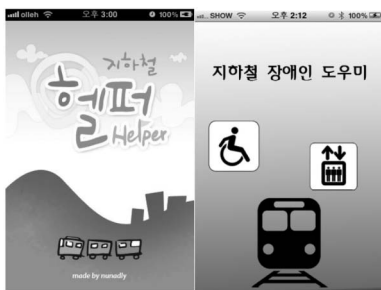 olleh 오후 3:00 100%
지하철
헬퍼
Helper
made by nunadly
SHOW 오후 2:12 100%
지하철 장애인 도우미